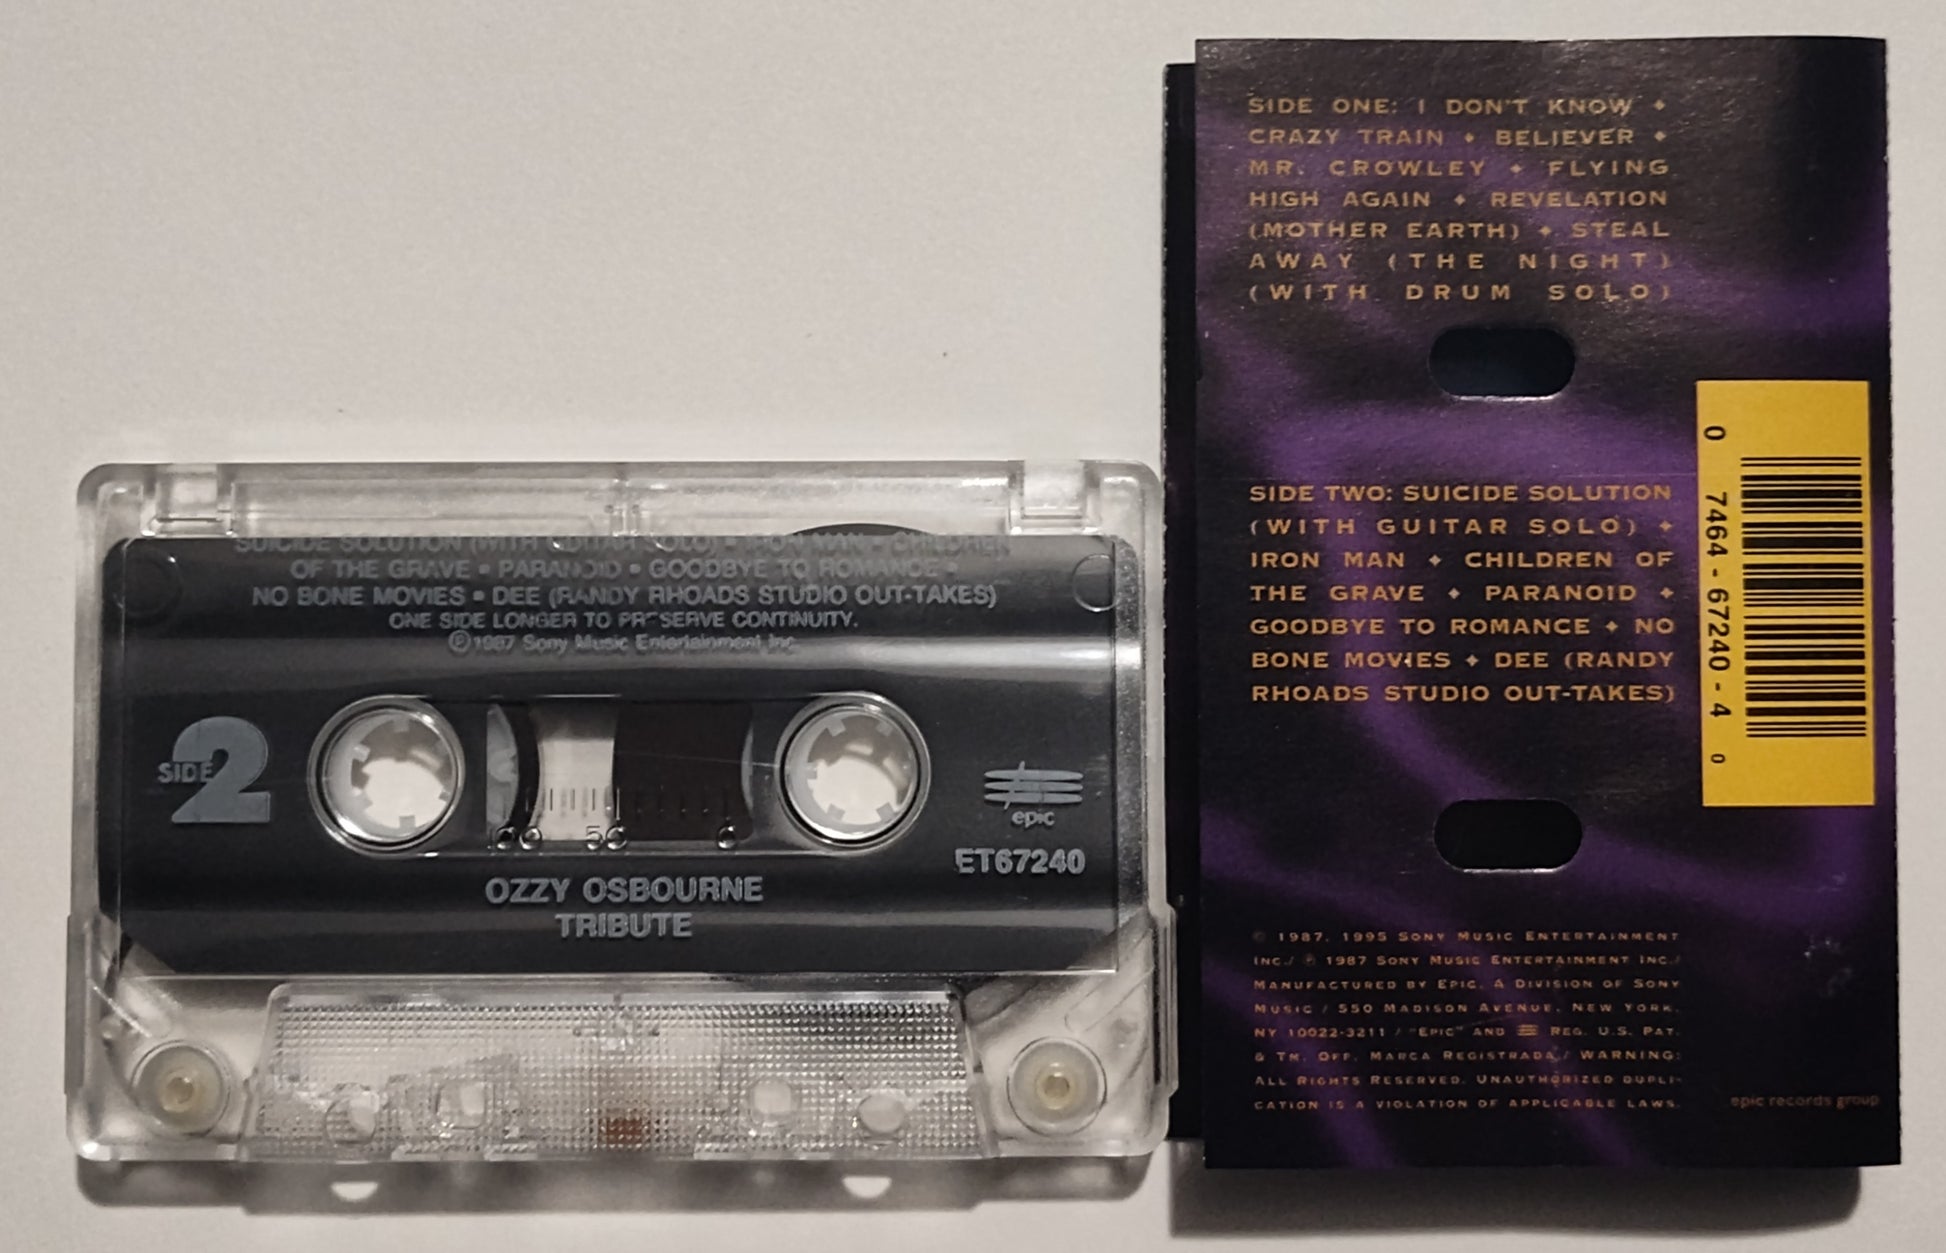 SUICIDE SOLUTION (WITH GUITAR SOLO) • IRON MAN • CHILDREN
OF THE GRAVE • PARANOID • GOODBYE TO ROMANCE •
NO BONE MOVIES • DEE (RANDY RHOADS STUDIO OUT-TAKES)
ONE SIDE LONGER TO PRESERVE CONTINUITY.
℗ 1987 Sony Music Entertainment Inc.
SIDE 2
00 50 0
epic
ET67240
OZZY OSBOURNE
TRIBUTE
SIDE ONE: I DON'T KNOW ✦
CRAZY TRAIN ✦ BELIEVER ✦
MR. CROWLEY ✦ FLYING
HIGH AGAIN ✦ REVELATION
(MOTHER EARTH) ✦ STEAL
AWAY (THE NIGHT)
(WITH DRUM SOLO)
SIDE TWO: SUICIDE SOLUTION
(WITH GUITAR SOLO) ✦
IRON MAN ✦ CHILDREN OF
THE GRAVE ✦ PARANOID ✦
GOODBYE TO ROMANCE ✦ NO
BONE MOVIES ✦ DEE (RANDY
RHOADS STUDIO OUT-TAKES)
0 7464-67240-4 0
© 1987, 1995 SONY MUSIC ENTERTAINMENT
INC./ ℗ 1987 SONY MUSIC ENTERTAINMENT INC./
MANUFACTURED BY EPIC, A DIVISION OF SONY
MUSIC / 550 MADISON AVENUE, NEW YORK,
NY 10022-3211 / "EPIC" AND REG. U.S. PAT.
& TM. OFF. MARCA REGISTRADA / WARNING:
ALL RIGHTS RESERVED. UNAUTHORIZED DUPLI-
CATION IS A VIOLATION OF APPLICABLE LAWS.
epic records group